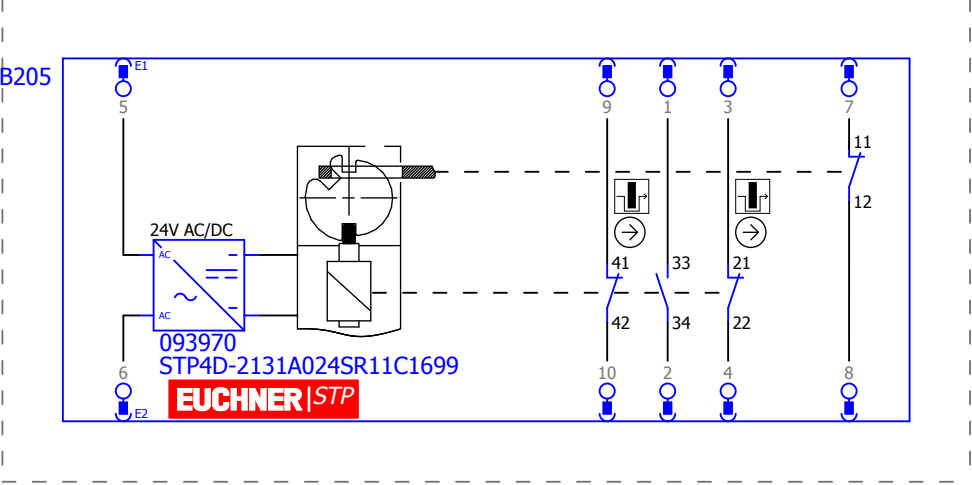 B205
E1
5 9 1 3 7
11
12
24V AC/DC
AC
41 33 21
AC
42 34 22
093970
STP4D-2131A024SR11C1699
6 10 2 4 8
EUCHNER|STP
E2